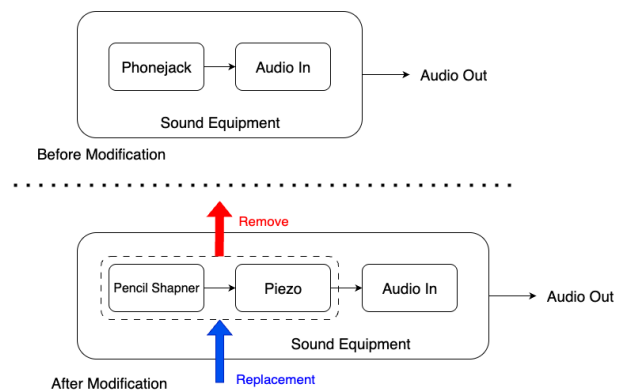 Phonejack
Audio In
Audio Out
Sound Equipment
Before Modification
Remove
Pencil Shapner
Piezo
Audio In
Audio Out
Sound Equipment
After Modification
Replacement